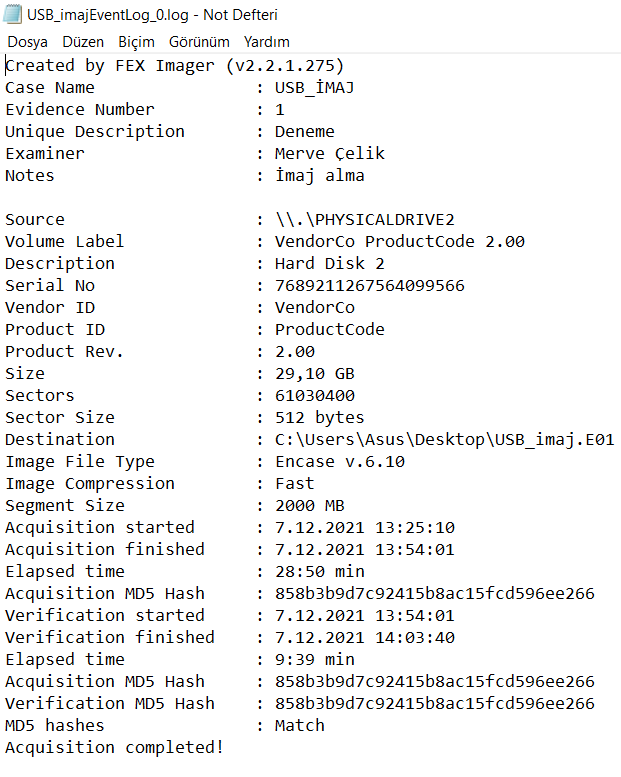 USB_imajEventLog_0.log - Not Defteri
Dosya Düzen Biçim Görünüm Yardım
Created by FEX Imager (v2.2.1.275)
Case Name : USB_İMAJ
Evidence Number : 1
Unique Description : Deneme
Examiner : Merve Çelik
Notes : İmaj alma
Source : \\.\PHYSICALDRIVE2
Volume Label : VendorCo ProductCode 2.00
Description : Hard Disk 2
Serial No : 7689211267564099566
Vendor ID : VendorCo
Product ID : ProductCode
Product Rev. : 2.00
Size : 29,10 GB
Sectors : 61030400
Sector Size : 512 bytes
Destination : C:\Users\Asus\Desktop\USB_imaj.E01
Image File Type : Encase v.6.10
Image Compression : Fast
Segment Size : 2000 MB
Acquisition started : 7.12.2021 13:25:10
Acquisition finished : 7.12.2021 13:54:01
Elapsed time : 28:50 min
Acquisition MD5 Hash : 858b3b9d7c92415b8ac15fcd596ee266
Verification started : 7.12.2021 13:54:01
Verification finished : 7.12.2021 14:03:40
Elapsed time : 9:39 min
Acquisition MD5 Hash : 858b3b9d7c92415b8ac15fcd596ee266
Verification MD5 Hash : 858b3b9d7c92415b8ac15fcd596ee266
MD5 hashes : Match
Acquisition completed!